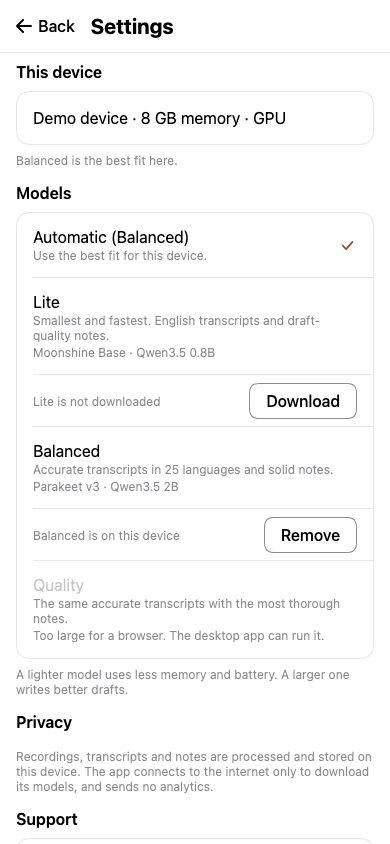 Back Settings
This device
Demo device · 8 GB memory · GPU
Balanced is the best fit here.
Models
Automatic (Balanced)
Use the best fit for this device.
Lite
Smallest and fastest. English transcripts and draft-
quality notes.
Moonshine Base · Qwen3.5 0.8B
Lite is not downloaded Download
Balanced
Accurate transcripts in 25 languages and solid notes.
Parakeet v3 · Qwen3.5 2B
Balanced is on this device Remove
Quality
The same accurate transcripts with the most thorough
notes.
Too large for a browser. The desktop app can run it.
A lighter model uses less memory and battery. A larger one
writes better drafts.
Privacy
Recordings, transcripts and notes are processed and stored on
this device. The app connects to the internet only to download
its models, and sends no analytics.
Support